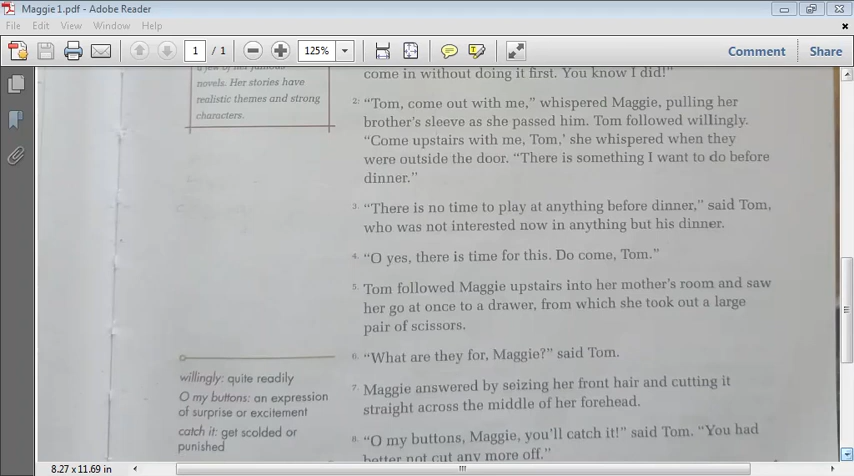 Maggie 1.pdf - Adobe Reader
File Edit View Window Help
1 / 1 125% Comment Share
novels. Her stories have
realistic themes and strong
characters.
come in without doing it first. You know I did!"
2. "Tom, come out with me," whispered Maggie, pulling her
brother's sleeve as she passed him. Tom followed willingly.
"Come upstairs with me, Tom,' she whispered when they
were outside the door. "There is something I want to do before
dinner."
3. "There is no time to play at anything before dinner," said Tom,
who was not interested now in anything but his dinner.
4. "O yes, there is time for this. Do come, Tom."
5. Tom followed Maggie upstairs into her mother's room and saw
her go at once to a drawer, from which she took out a large
pair of scissors.
6. "What are they for, Maggie?" said Tom.
7. Maggie answered by seizing her front hair and cutting it
straight across the middle of her forehead.
8. "O my buttons, Maggie, you'll catch it!" said Tom. "You had
better not cut any more off."
willingly: quite readily
O my buttons: an expression
of surprise or excitement
catch it: get scolded or
punished
8.27 x 11.69 in